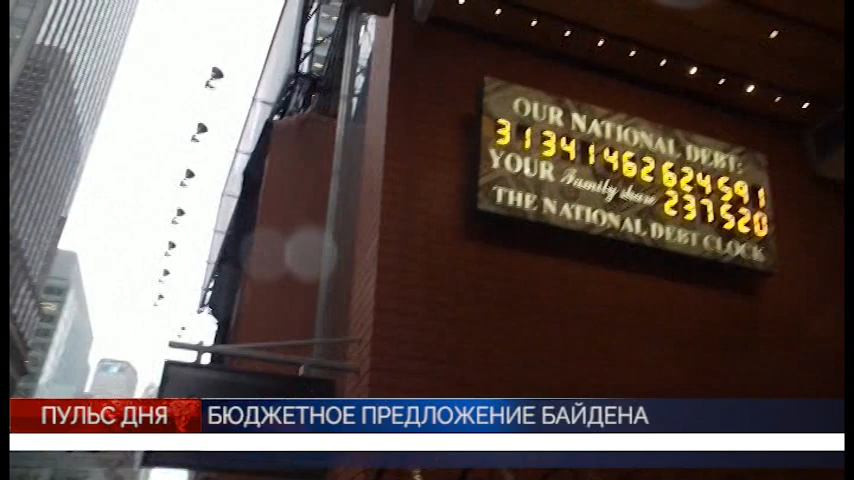 OUR NATIONAL DEBT:
31341462624591
YOUR Family share 237520
THE NATIONAL DEBT CLOCK
ПУЛЬС ДНЯ
БЮДЖЕТНОЕ ПРЕДЛОЖЕНИЕ БАЙДЕНА